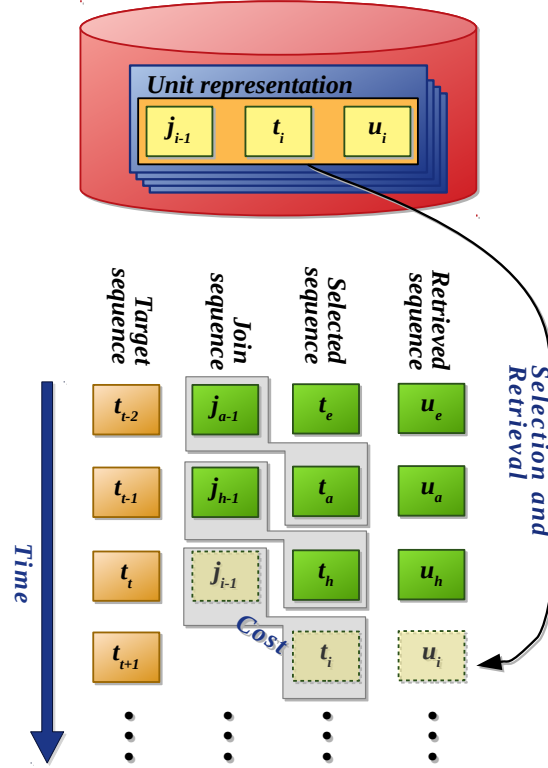 Unit representation
j_{i-1} t_i u_i
Target sequence
Join sequence
Selected sequence
Retrieved sequence
Selection and Retrieval
t_{t-2} j_{a-1} t_e u_e
t_{t-1} j_{h-1} t_a u_a
t_t j_{i-1} t_h u_h
Cost
t_{t+1} t_i u_i
Time